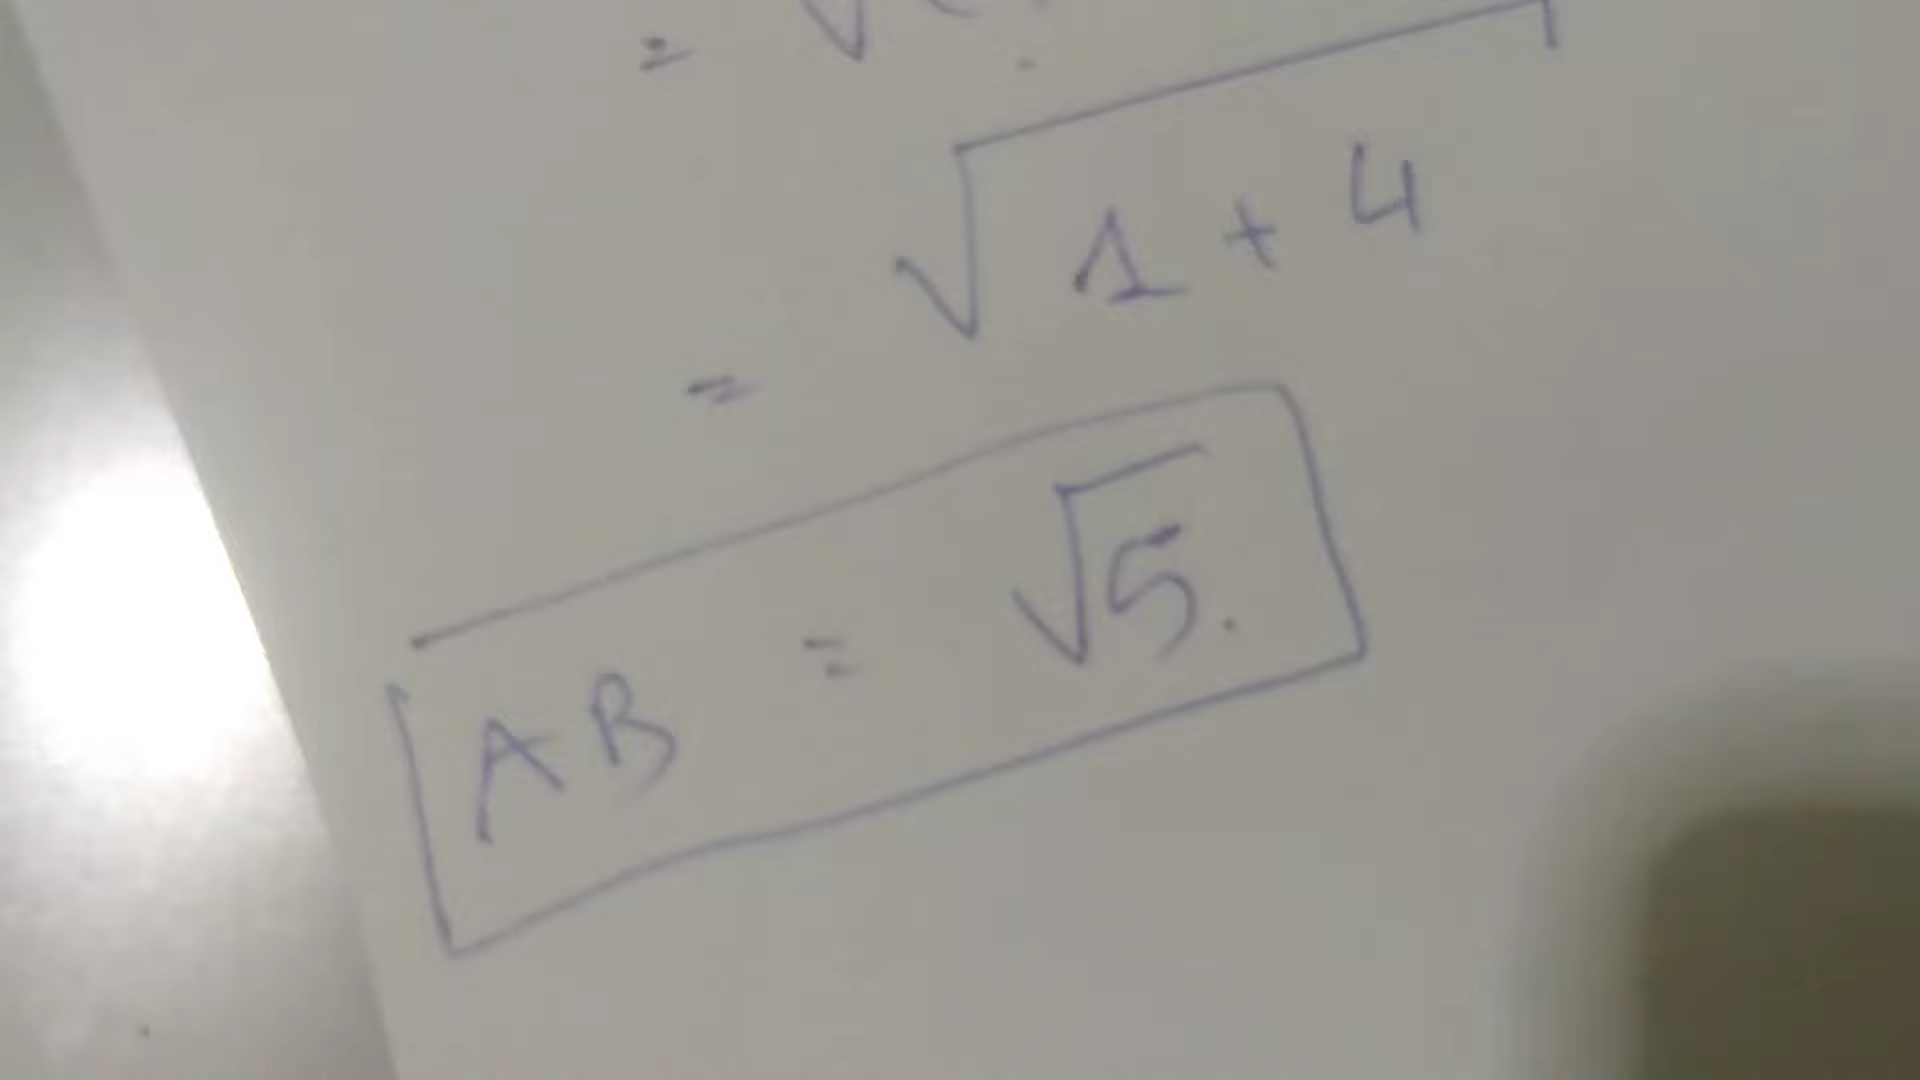 = √
= √1 + 4
AB = √5.